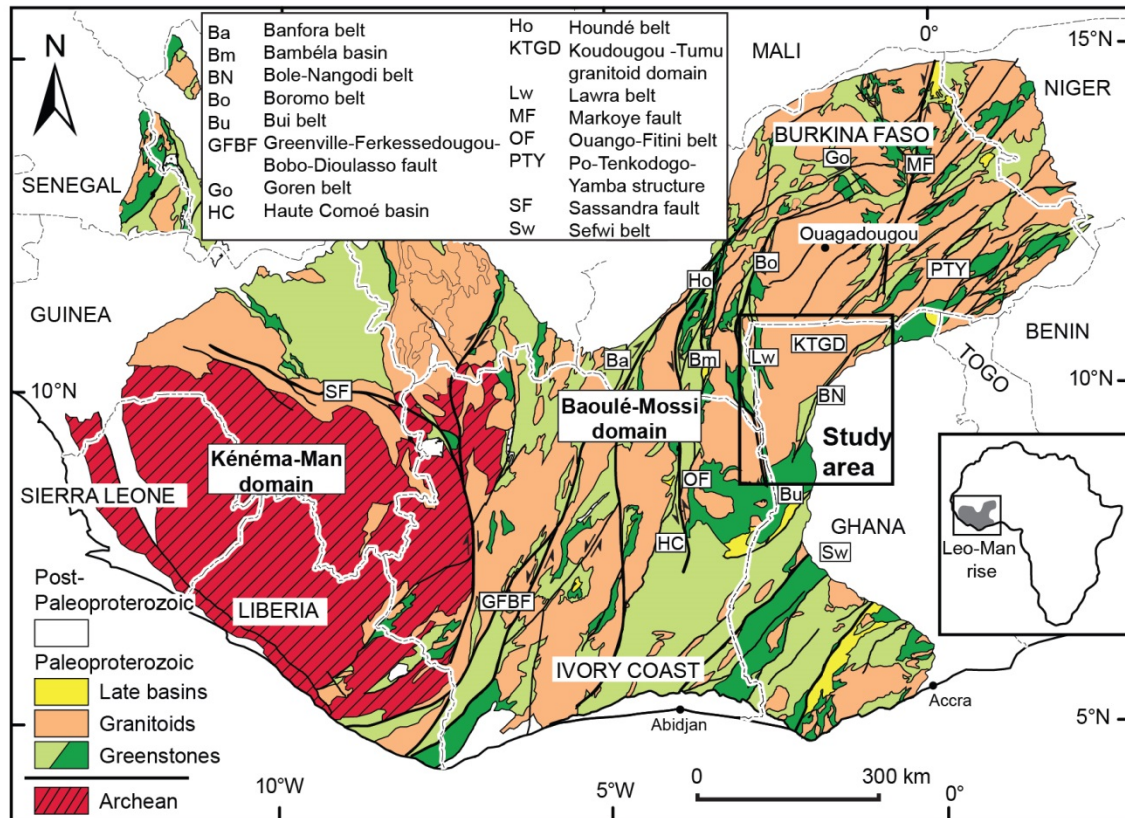 N
Ba Banfora belt
Bm Bambéla basin
BN Bole-Nangodi belt
Bo Boromo belt
Bu Bui belt
GFBF Greenville-Ferkessedougou-
Bobo-Dioulasso fault
Go Goren belt
HC Haute Comoé basin
Ho Houndé belt
KTGD Koudougou -Tumu
granitoid domain
Lw Lawra belt
MF Markoye fault
OF Ouango-Fitini belt
PTY Po-Tenkodogo-
Yamba structure
SF Sassandra fault
Sw Sefwi belt
0°
15°N
MALI
NIGER
BURKINA FASO
Go
MF
SENEGAL
Ouagadougou
Bo
PTY
Ho
GUINEA
BENIN
KTGD
TOGO
Ba
Bm
Lw
10°N
10°N
SF
BN
Baoulé-Mossi
domain
Study
area
Kénéma-Man
domain
SIERRA LEONE
OF
Bu
GHANA
HC
Sw
Leo-Man
rise
Post-
Paleoproterozoic
LIBERIA
GFBF
Paleoproterozoic
Late basins
IVORY COAST
Granitoids
Accra
Abidjan
5°N
Greenstones
Archean
10°W
5°W
0
300 km
0°